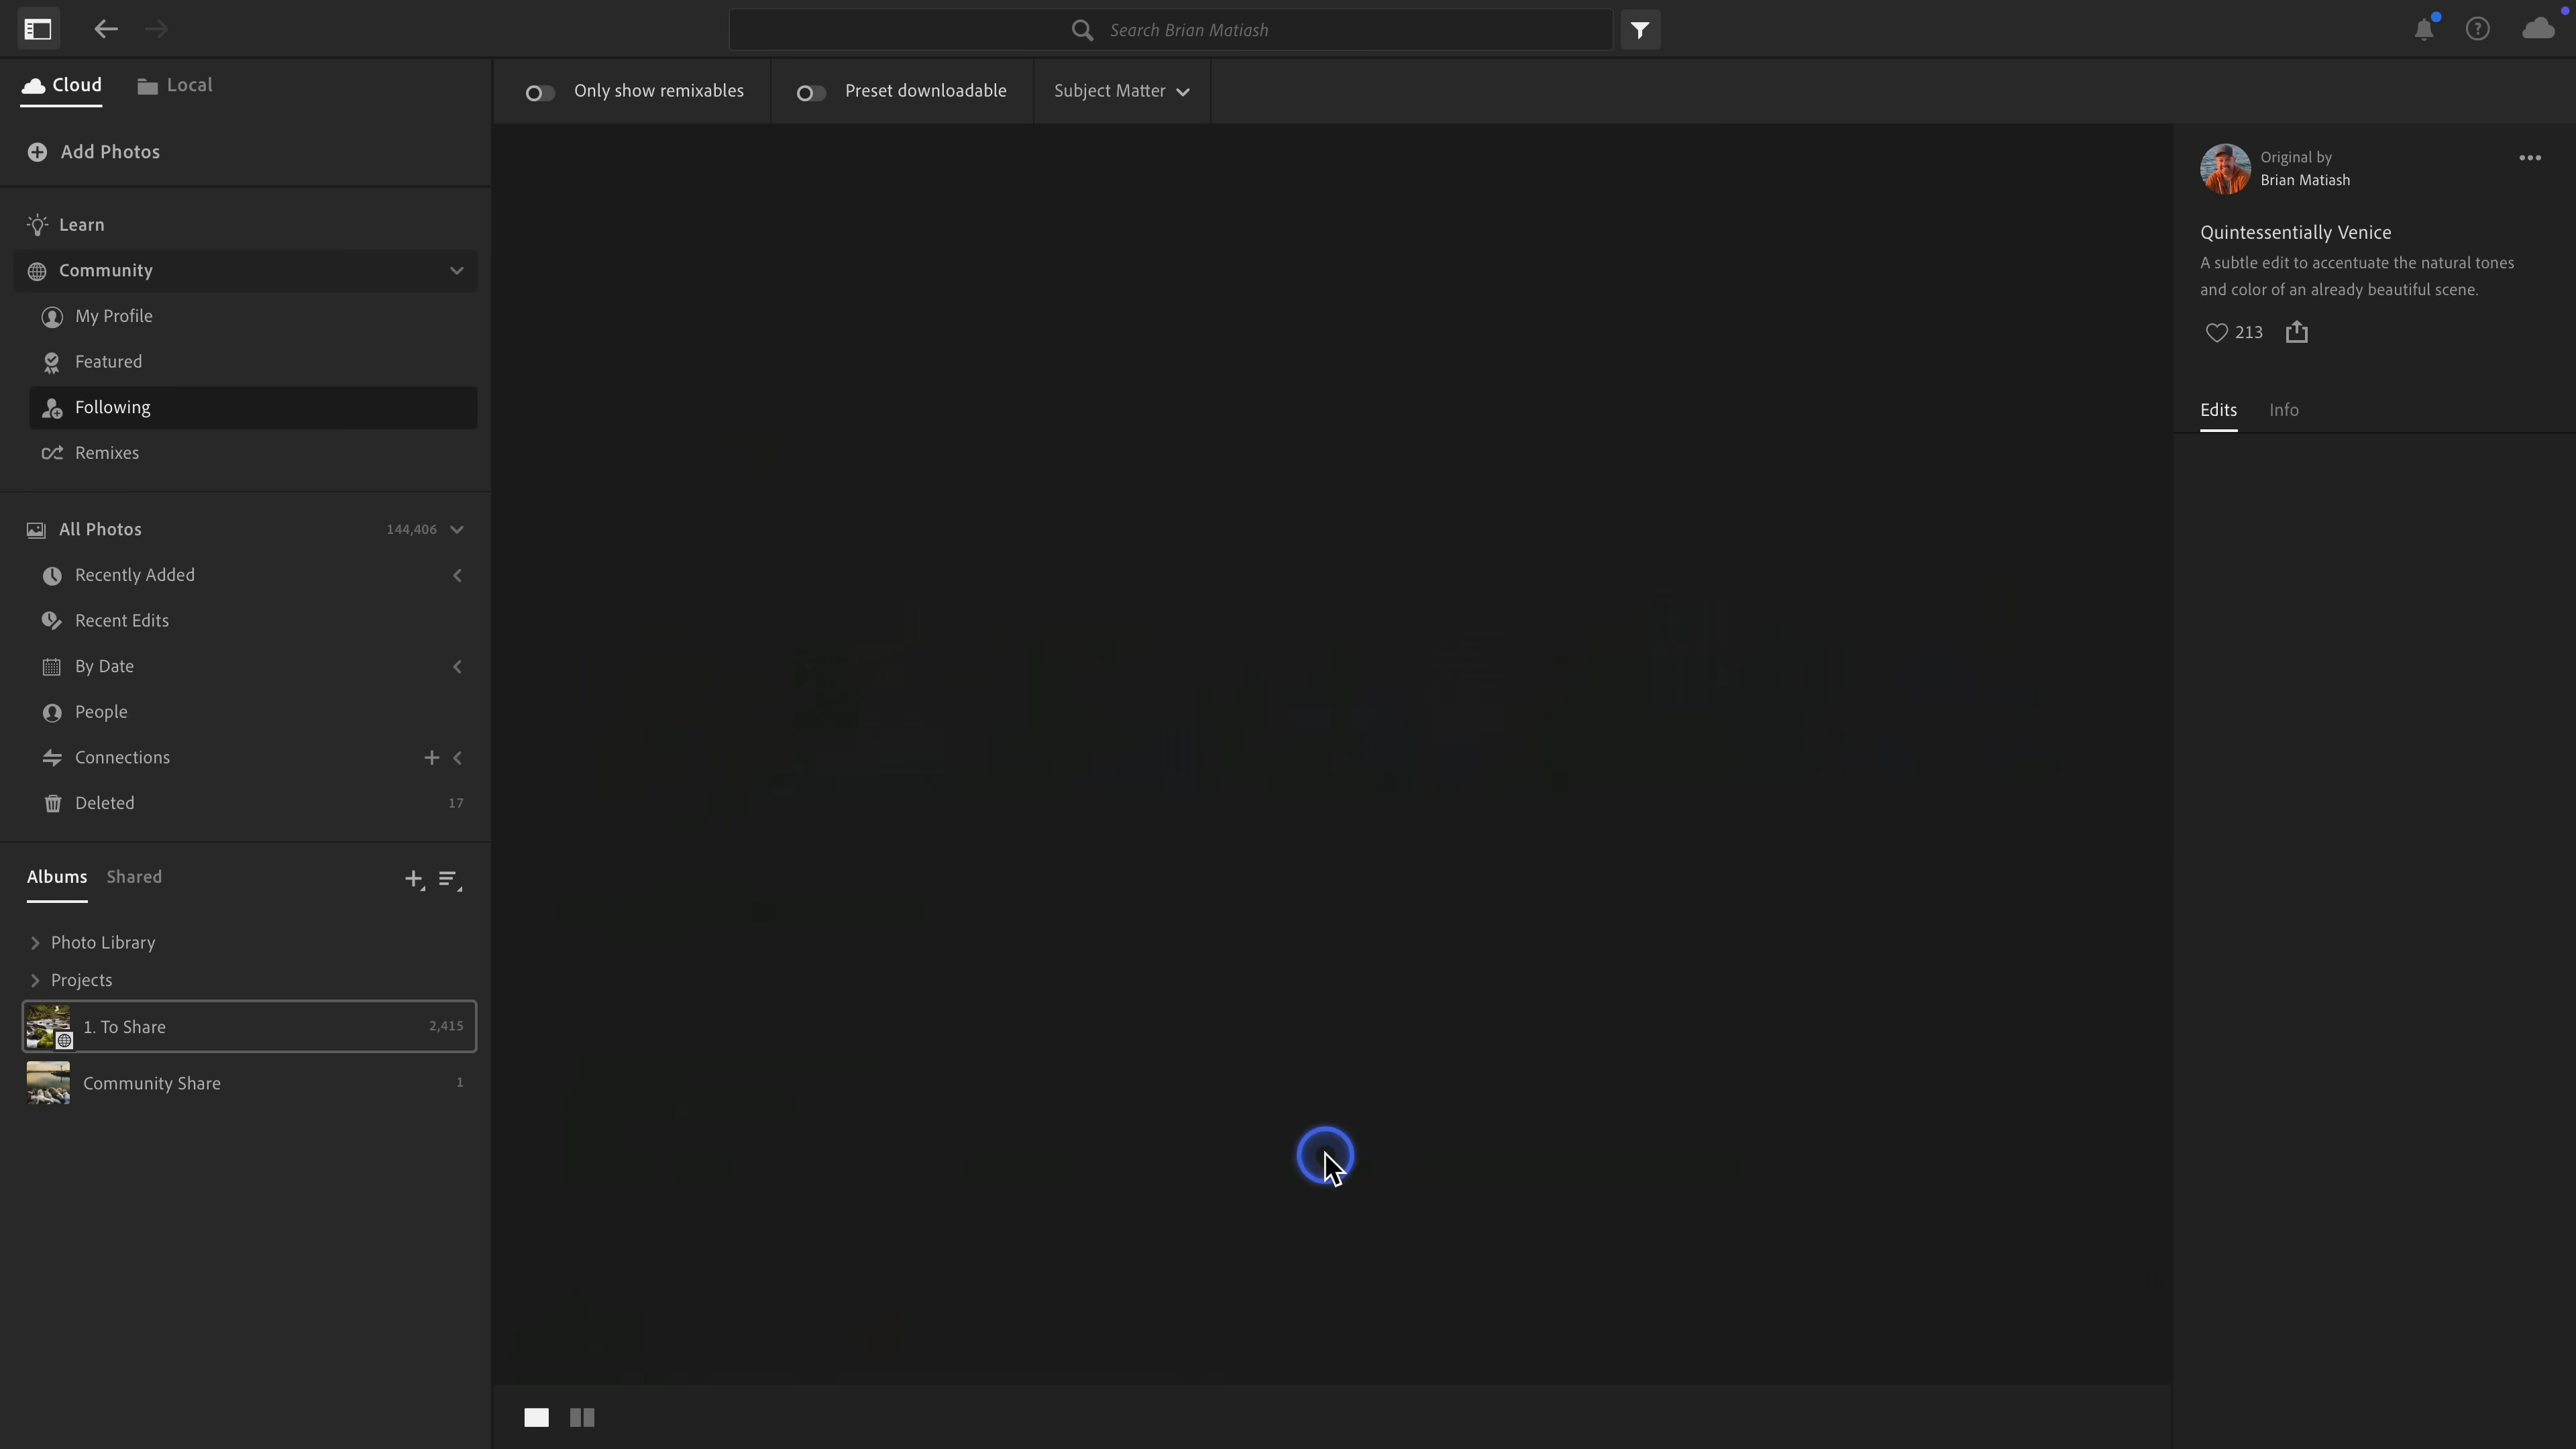 Search Brian Matiash
Cloud
Local
Only show remixables
Preset downloadable
Subject Matter
Add Photos
Learn
Community
My Profile
Featured
Following
Remixes
All Photos
144,406
Recently Added
Recent Edits
By Date
People
Connections
Deleted
17
Albums
Shared
Photo Library
Projects
1. To Share
2,415
Community Share
1
Original by
Brian Matiash
Quintessentially Venice
A subtle edit to accentuate the natural tones
and color of an already beautiful scene.
213
Edits
Info